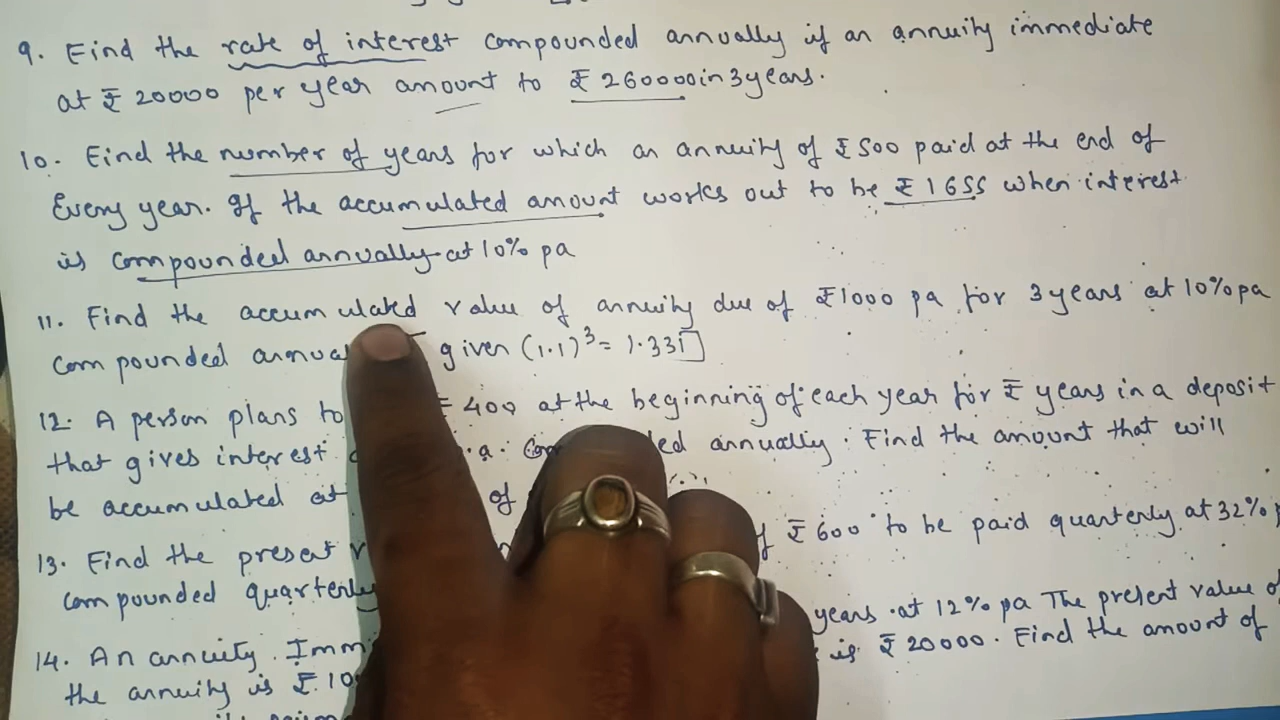 9. Find the rate of interest compounded annually if an annuity immediate
at ₹ 20000 per year amount to ₹ 260000 in 3 years.
10. Find the number of years for which an annuity of ₹ 500 paid at the end of
Every year. If the accumulated amount works out to be ₹ 1655 when interest
is compounded annually at 10% pa
11. Find the accumulated value of annuity due of ₹ 1000 pa for 3 years at 10% pa
compounded given (1.1)³ = 1.331]
12. A person plans to ₹ 400 at the beginning of each year for ₹ years in a deposit
that gives interest .a. annually. Find the amount that will
be accumulated at of
13. Find the present of ₹ 600 to be paid quarterly at 32%
compounded quarterly
years at 12% pa The present value of
14. An annuity is ₹ 20000. Find the amount of
the annuity is ₹